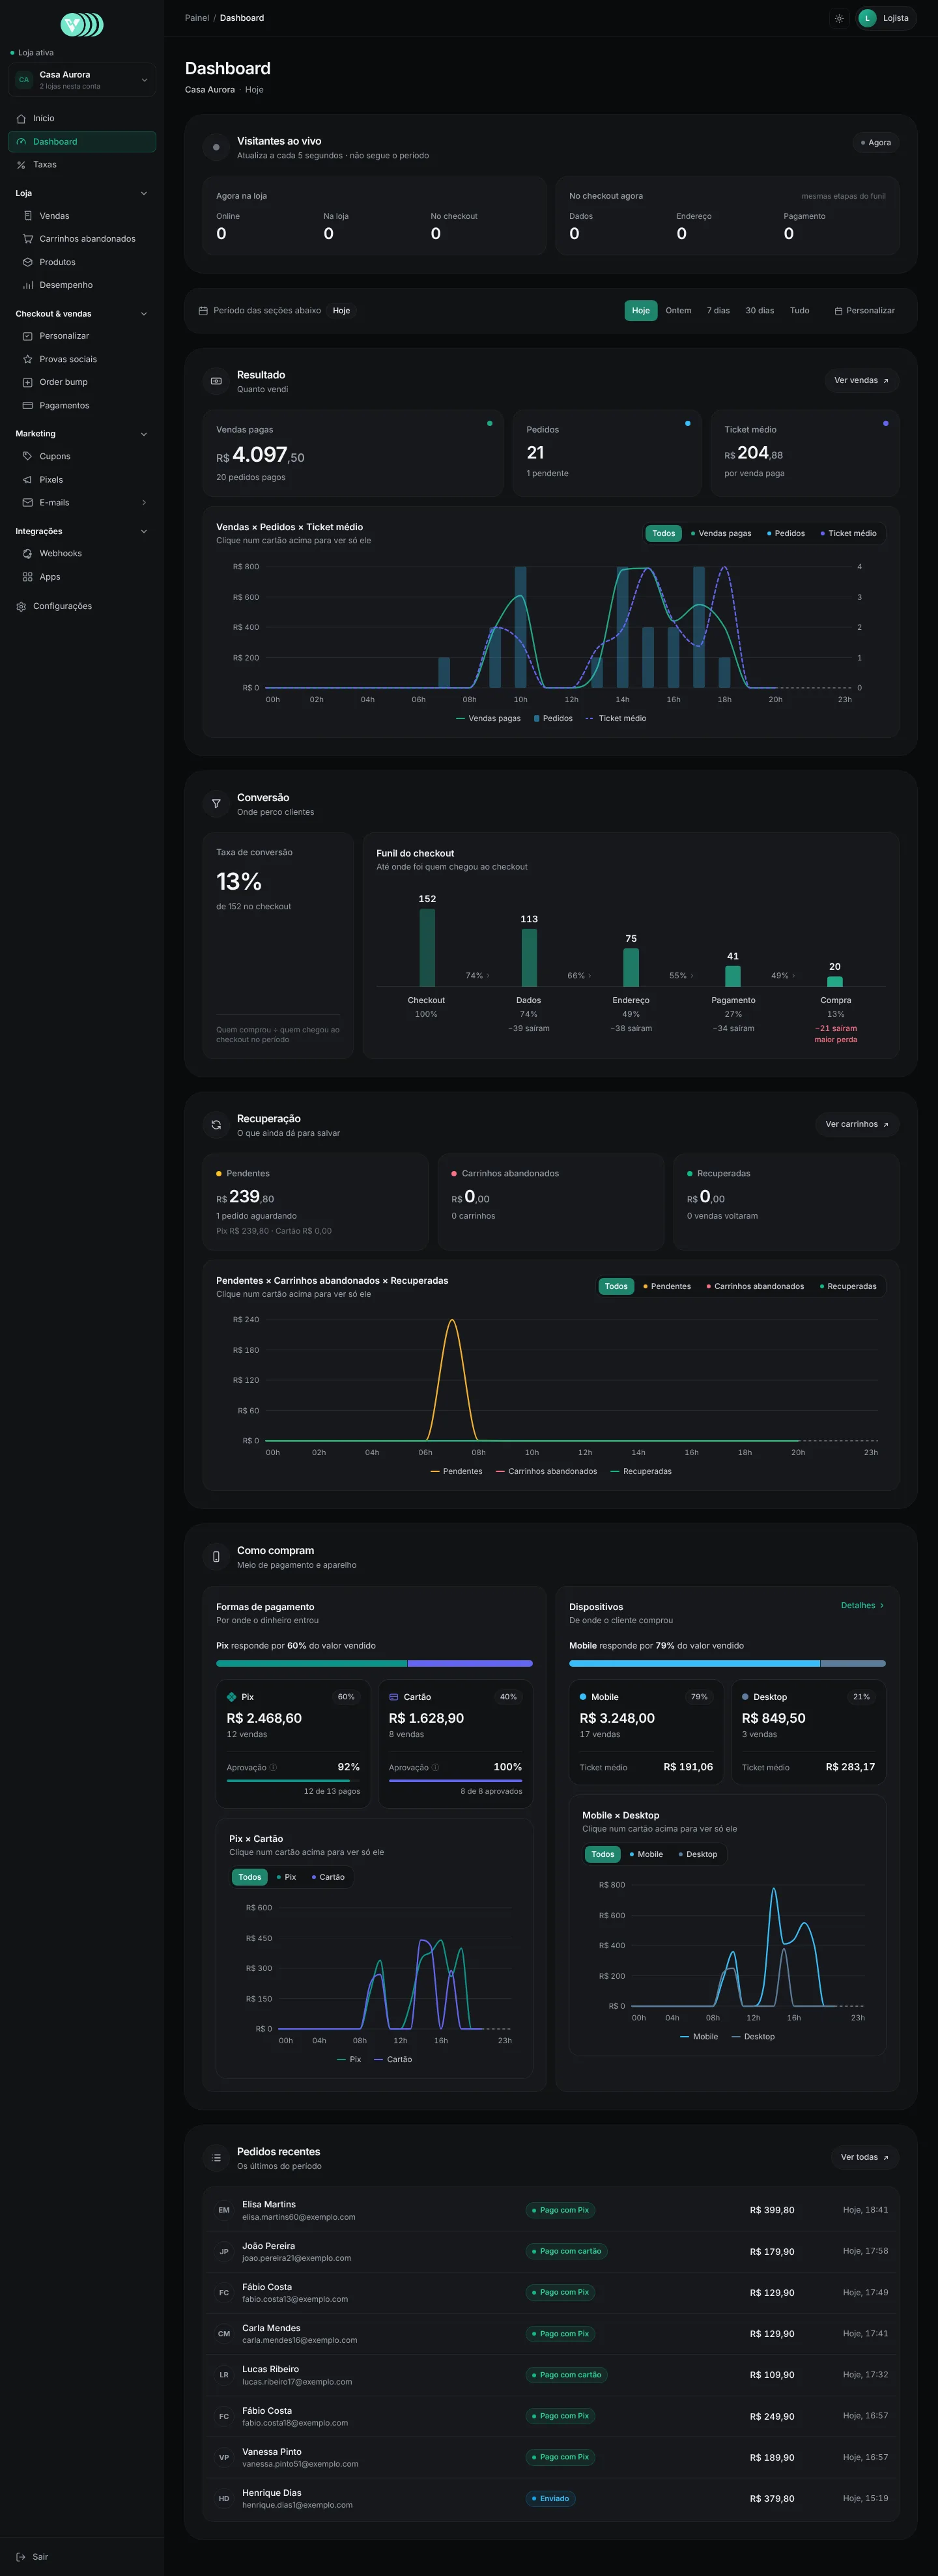 Loja ativa
CA
Casa Aurora
2 lojas nesta conta
Início
Dashboard
Taxas
Loja
Vendas
Carrinhos abandonados
Produtos
Desempenho
Checkout & vendas
Personalizar
Provas sociais
Order bump
Pagamentos
Marketing
Cupons
Pixels
E-mails
Integrações
Webhooks
Apps
Configurações
Sair
Painel / Dashboard
L Lojista
Dashboard
Casa Aurora · Hoje
Visitantes ao vivo
Atualiza a cada 5 segundos · não segue o período
Agora
Agora na loja
Online Na loja No checkout
0 0 0
No checkout agora mesmas etapas do funil
Dados Endereço Pagamento
0 0 0
Período das seções abaixo Hoje
Hoje Ontem 7 dias 30 dias Tudo Personalizar
Resultado
Quanto vendi
Ver vendas
Vendas pagas
R$ 4.097,50
20 pedidos pagos
Pedidos
21
1 pendente
Ticket médio
R$ 204,88
por venda paga
Vendas × Pedidos × Ticket médio
Clique num cartão acima para ver só ele
Todos Vendas pagas Pedidos Ticket médio
R$ 800 4
R$ 600 3
R$ 400 2
R$ 200 1
R$ 0 0
00h 02h 04h 06h 08h 10h 12h 14h 16h 18h 20h 23h
Vendas pagas Pedidos Ticket médio
Conversão
Onde perco clientes
Taxa de conversão
13%
de 152 no checkout
Quem comprou ÷ quem chegou ao
checkout no período
Funil do checkout
Até onde foi quem chegou ao checkout
152 113 75 41 20
74% 66% 55% 49%
Checkout Dados Endereço Pagamento Compra
100% 74% 49% 27% 13%
−39 saíram −38 saíram −34 saíram −21 saíram
maior perda
Recuperação
O que ainda dá para salvar
Ver carrinhos
Pendentes
R$ 239,80
1 pedido aguardando
Pix R$ 239,80 · Cartão R$ 0,00
Carrinhos abandonados
R$ 0,00
0 carrinhos
Recuperadas
R$ 0,00
0 vendas voltaram
Pendentes × Carrinhos abandonados × Recuperadas
Clique num cartão acima para ver só ele
Todos Pendentes Carrinhos abandonados Recuperadas
R$ 240
R$ 180
R$ 120
R$ 60
R$ 0
00h 02h 04h 06h 08h 10h 12h 14h 16h 18h 20h 23h
Pendentes Carrinhos abandonados Recuperadas
Como compram
Meio de pagamento e aparelho
Formas de pagamento
Por onde o dinheiro entrou
Pix responde por 60% do valor vendido
Pix 60%
R$ 2.468,60
12 vendas
Aprovação 92%
12 de 13 pagos
Cartão 40%
R$ 1.628,90
8 vendas
Aprovação 100%
8 de 8 aprovados
Pix × Cartão
Clique num cartão acima para ver só ele
Todos Pix Cartão
R$ 600
R$ 450
R$ 300
R$ 150
R$ 0
00h 04h 08h 12h 16h 23h
Pix Cartão
Dispositivos
De onde o cliente comprou
Detalhes
Mobile responde por 79% do valor vendido
Mobile 79%
R$ 3.248,00
17 vendas
Ticket médio R$ 191,06
Desktop 21%
R$ 849,50
3 vendas
Ticket médio R$ 283,17
Mobile × Desktop
Clique num cartão acima para ver só ele
Todos Mobile Desktop
R$ 800
R$ 600
R$ 400
R$ 200
R$ 0
00h 04h 08h 12h 16h 23h
Mobile Desktop
Pedidos recentes
Os últimos do período
Ver todas
EM Elisa Martins Pago com Pix R$ 399,80 Hoje, 18:41
elisa.martins60@exemplo.com
JP João Pereira Pago com cartão R$ 179,90 Hoje, 17:58
joao.pereira21@exemplo.com
FC Fábio Costa Pago com Pix R$ 129,90 Hoje, 17:49
fabio.costa13@exemplo.com
CM Carla Mendes Pago com Pix R$ 129,90 Hoje, 17:41
carla.mendes16@exemplo.com
LR Lucas Ribeiro Pago com cartão R$ 109,90 Hoje, 17:32
lucas.ribeiro17@exemplo.com
FC Fábio Costa Pago com Pix R$ 249,90 Hoje, 16:57
fabio.costa18@exemplo.com
VP Vanessa Pinto Pago com Pix R$ 189,90 Hoje, 16:57
vanessa.pinto51@exemplo.com
HD Henrique Dias Enviado R$ 379,80 Hoje, 15:19
henrique.dias1@exemplo.com